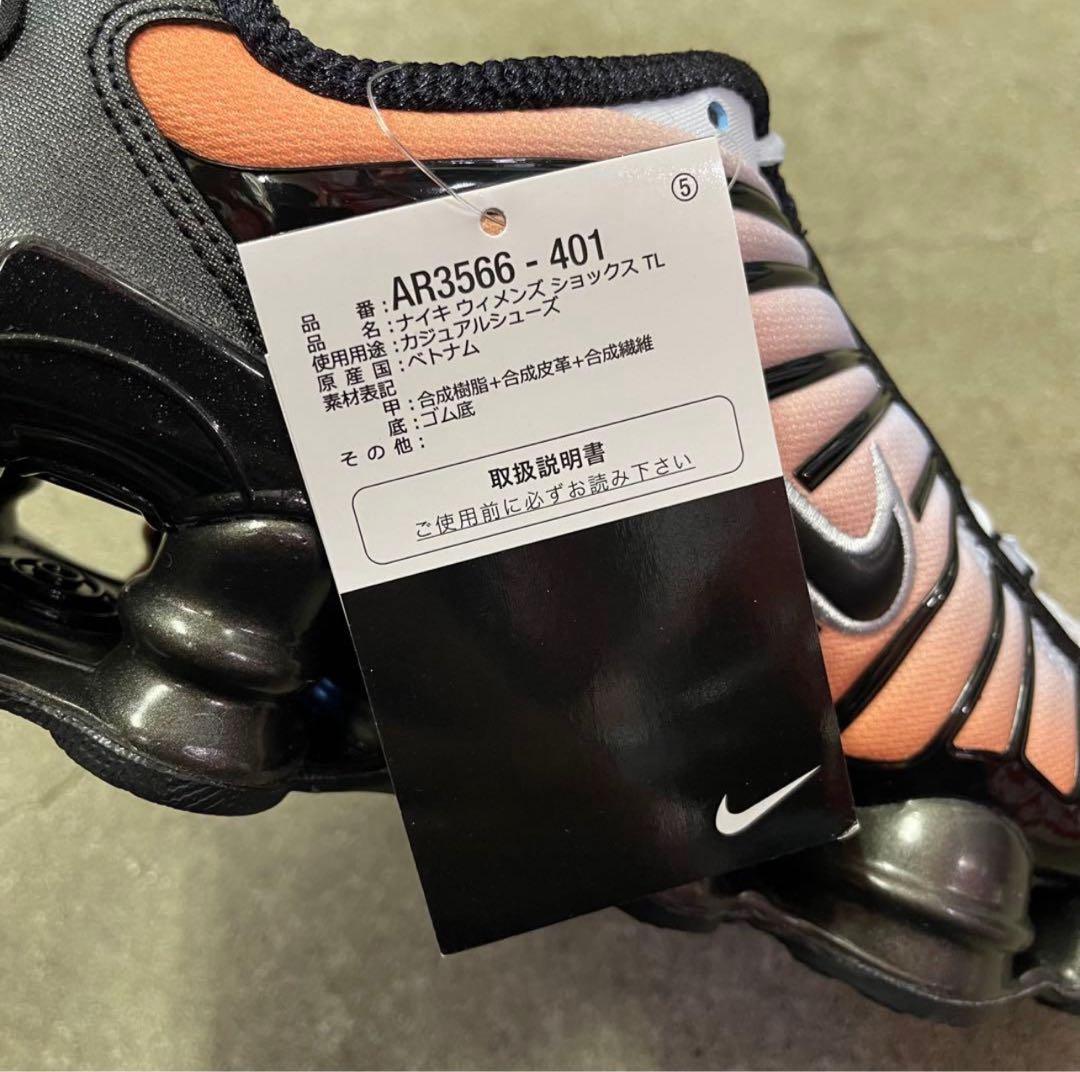 ⑤
品番：AR3566 - 401
品名：ナイキ ウィメンズ ショックス TL
使用用途：カジュアルシューズ
原産国：ベトナム
素材表記
甲：合成樹脂+合成皮革+合成繊維
底：ゴム底
その他：
取扱説明書
ご使用前に必ずお読み下さい